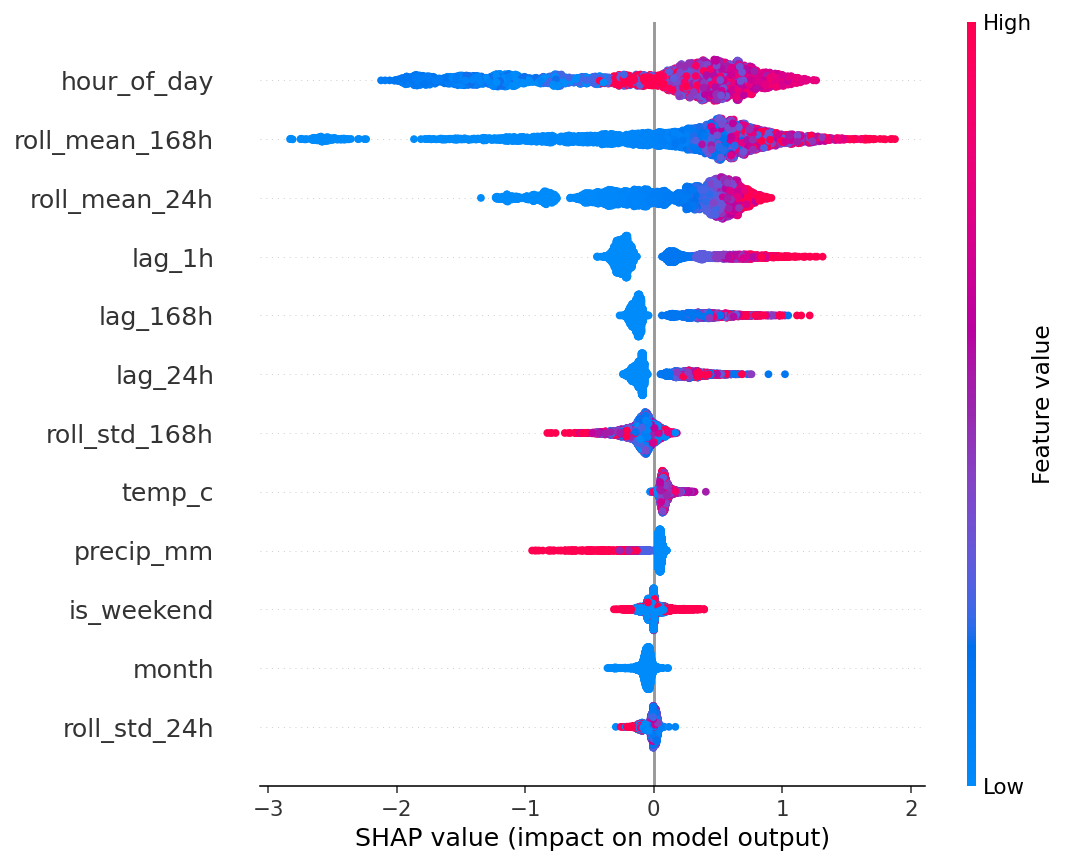 High
hour_of_day
roll_mean_168h
roll_mean_24h
lag_1h
lag_168h
lag_24h
roll_std_168h
temp_c
precip_mm
is_weekend
month
roll_std_24h
Feature value
Low
−3 −2 −1 0 1 2
SHAP value (impact on model output)